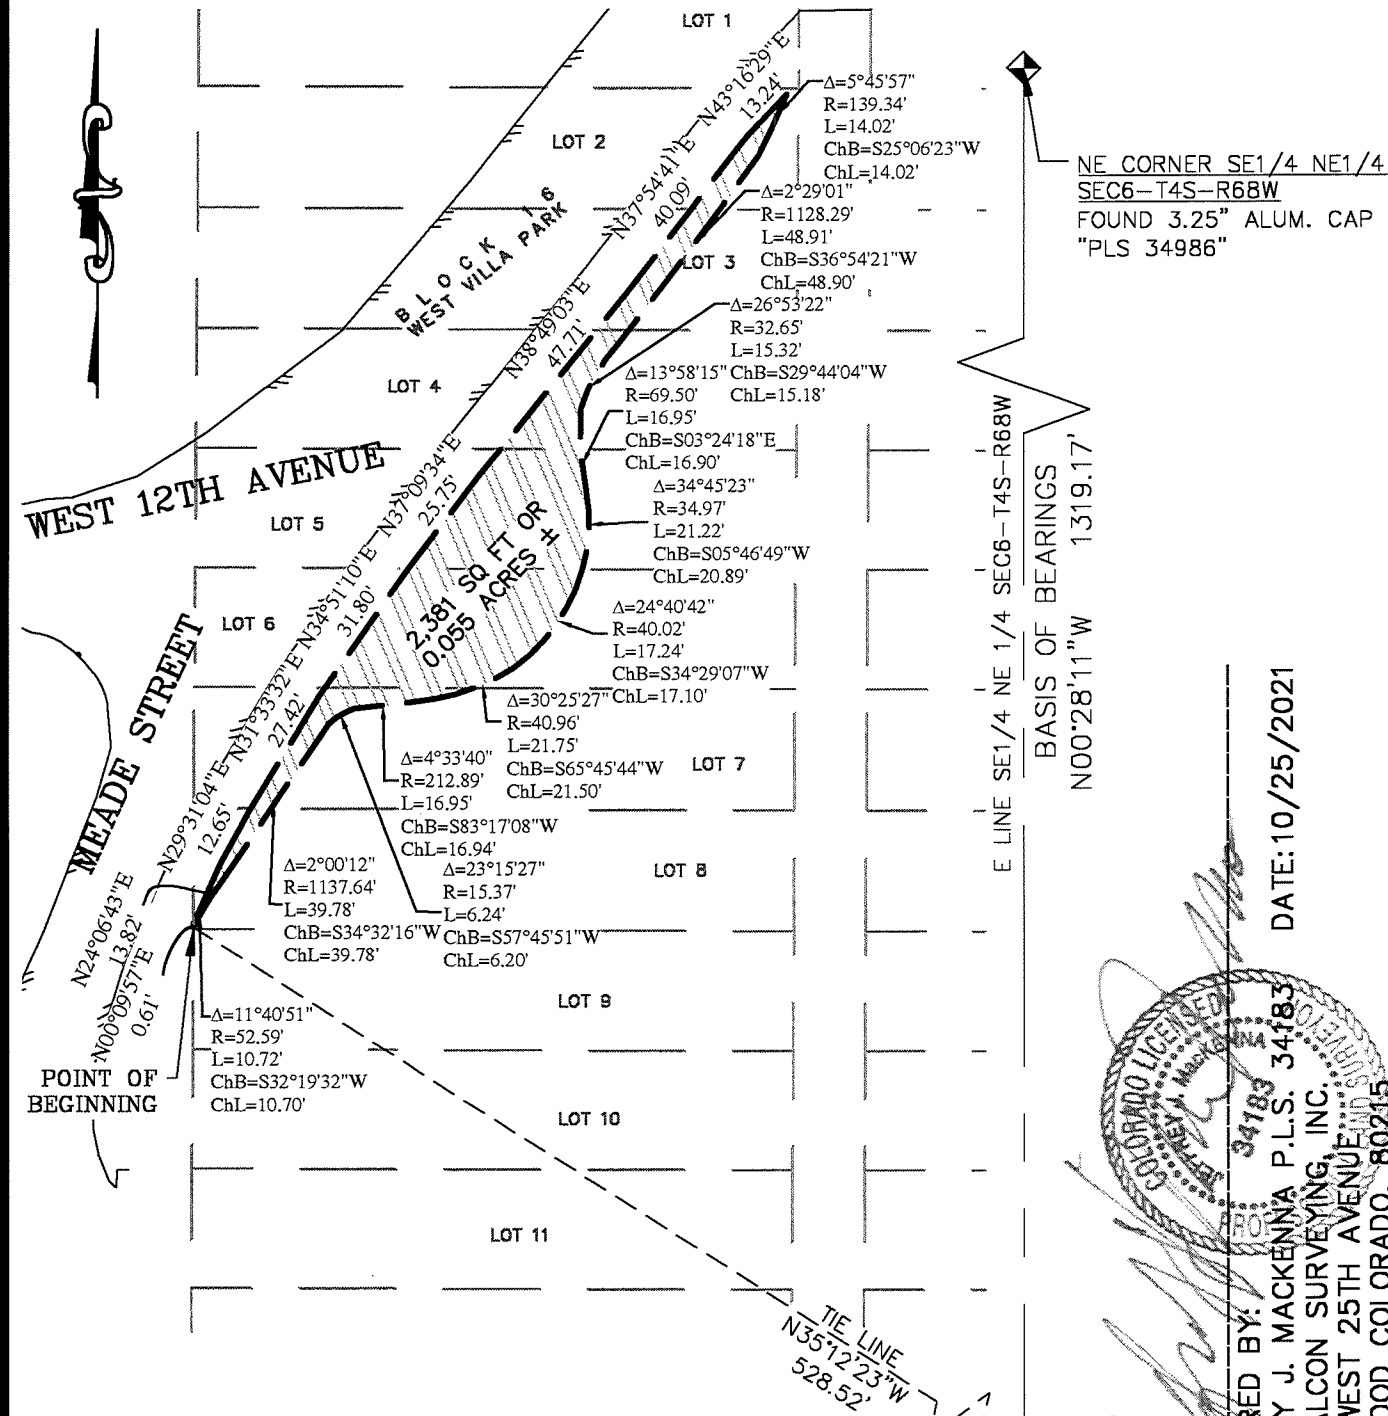 LOT 1
N43°16'29"E
13.24'
Δ=5°45'57"
R=139.34'
L=14.02'
ChB=S25°06'23"W
ChL=14.02'
NE CORNER SE1/4 NE1/4
SEC6-T4S-R68W
FOUND 3.25" ALUM. CAP
"PLS 34986"
LOT 2
N37°54'41"E
40.09'
BLOCK 16
WEST VILLA PARK
Δ=2°29'01"
R=1128.29'
L=48.91'
ChB=S36°54'21"W
ChL=48.90'
LOT 3
N38°49'03"E
47.71'
Δ=26°53'22"
R=32.65'
L=15.32'
ChB=S29°44'04"W
ChL=15.18'
LOT 4
Δ=13°58'15"
R=69.50'
L=16.95'
ChB=S03°24'18"E
ChL=16.90'
WEST 12TH AVENUE
N37°09'34"E
25.75'
LOT 5
Δ=34°45'23"
R=34.97'
L=21.22'
ChB=S05°46'49"W
ChL=20.89'
2,381 SQ FT OR
0.055 ACRES ±
E LINE SE1/4 NE 1/4 SEC6-T4S-R68W
BASIS OF BEARINGS
N00°28'11"W 1319.17'
N34°51'10"E
31.80'
LOT 6
Δ=24°40'42"
R=40.02'
L=17.24'
ChB=S34°29'07"W
ChL=17.10'
MEADE STREET
N31°33'32"E
27.42'
Δ=30°25'27"
R=40.96'
L=21.75'
ChB=S65°45'44"W
ChL=21.50'
LOT 7
Δ=4°33'40"
R=212.89'
L=16.95'
ChB=S83°17'08"W
ChL=16.94'
N29°31'04"E
12.65'
Δ=2°00'12"
R=1137.64'
L=39.78'
ChB=S34°32'16"W
ChL=39.78'
Δ=23°15'27"
R=15.37'
L=6.24'
ChB=S57°45'51"W
ChL=6.20'
LOT 8
N24°06'43"E
13.82'
N00°09'57"E
0.61'
LOT 9
Δ=11°40'51"
R=52.59'
L=10.72'
ChB=S32°19'32"W
ChL=10.70'
POINT OF
BEGINNING
LOT 10
LOT 11
TIE LINE
N35°12'23"W
528.52'
RED BY:
Y J. MACKENNA P.L.S. 34183 DATE:10/25/2021
ALCON SURVEYING, INC.
WEST 25TH AVENUE
OOD COLORADO, 80215
COLORADO LICENSED
JEFFREY J. MacKENNA
34183